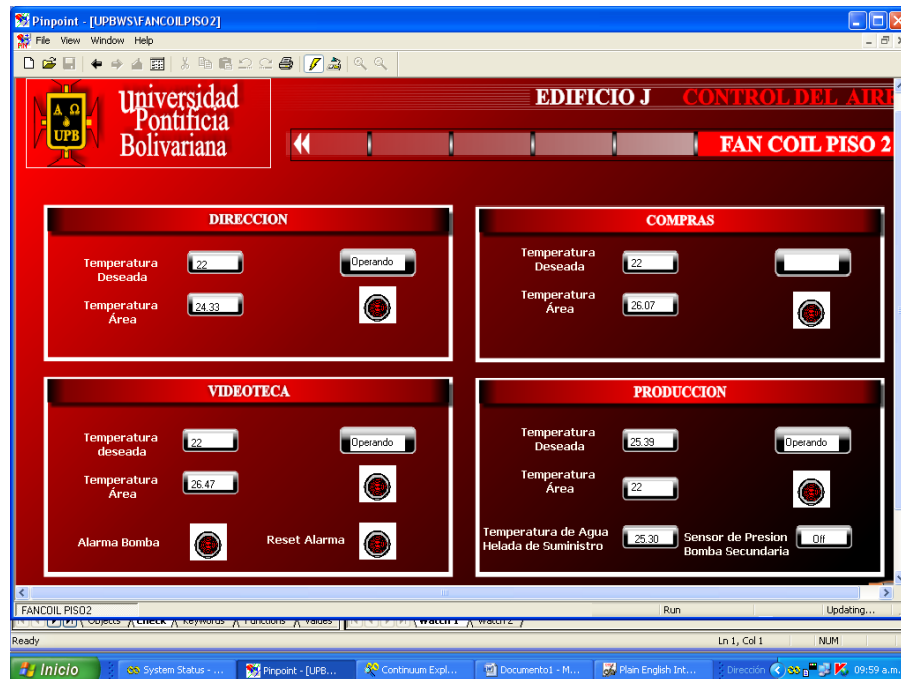 Pinpoint - [UPBWS\FANCOILPISO2]
File View Window Help
Universidad
Pontificia
Bolivariana
A Ω
UPB
EDIFICIO J CONTROL DEL AIRE
FAN COIL PISO 2
DIRECCION
Temperatura
Deseada
22
Operando
Temperatura
Área
24.33
COMPRAS
Temperatura
Deseada
22
Temperatura
Área
26.07
VIDEOTECA
Temperatura
deseada
22
Operando
Temperatura
Área
26.47
Alarma Bomba
Reset Alarma
PRODUCCION
Temperatura
Deseada
25.39
Operando
Temperatura
Área
22
Temperatura de Agua
Helada de Suministro
25.30
Sensor de Presion
Bomba Secundaria
Off
FANCOIL PISO2
Run
Updating...
Objects Check Keywords Functions Values Watch 1 Watch 2
Ready
Ln 1, Col 1
NUM
Inicio
System Status - ...
Pinpoint - [UPB...
Continuum Expl...
Documento1 - M...
Plain English Int...
Dirección
09:59 a.m.